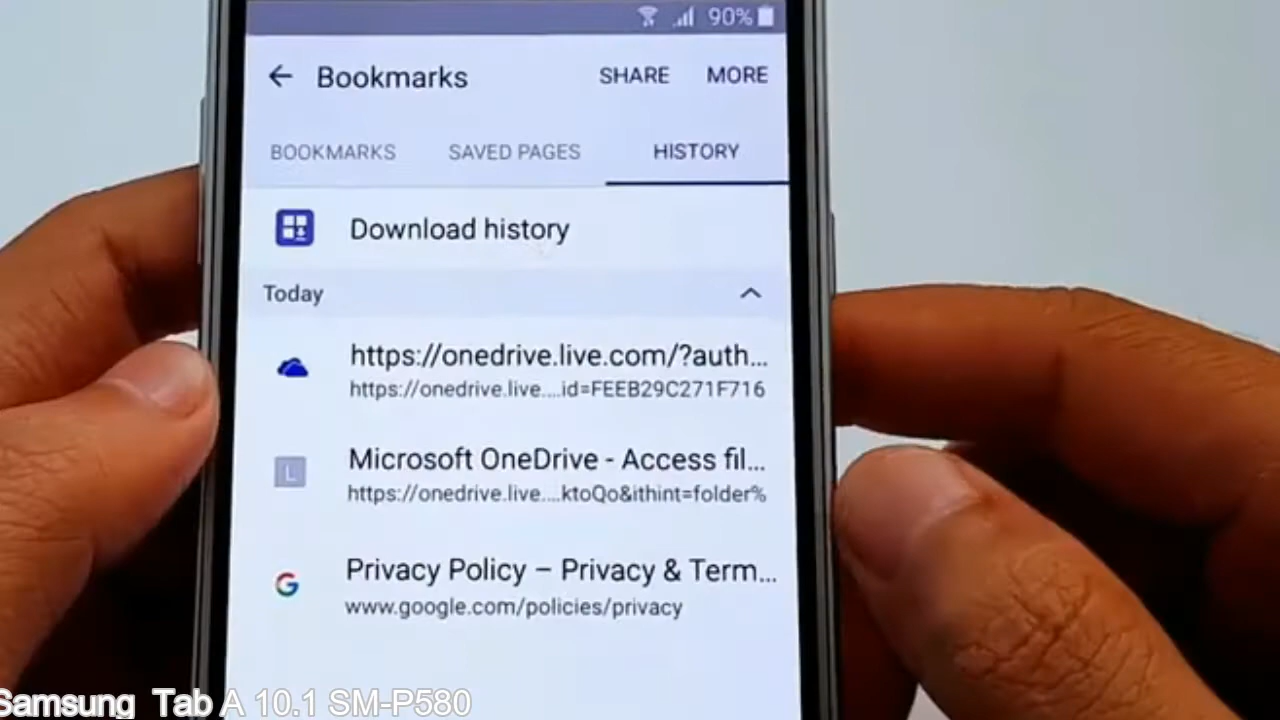 90%
Bookmarks SHARE MORE
BOOKMARKS SAVED PAGES HISTORY
Download history
Today
https://onedrive.live.com/?auth...
https://onedrive.live....id=FEEB29C271F716
L
Microsoft OneDrive - Access fil...
https://onedrive.live....ktoQo&ithint=folder%
G
Privacy Policy – Privacy & Term...
www.google.com/policies/privacy
Samsung Tab A 10.1 SM-P580